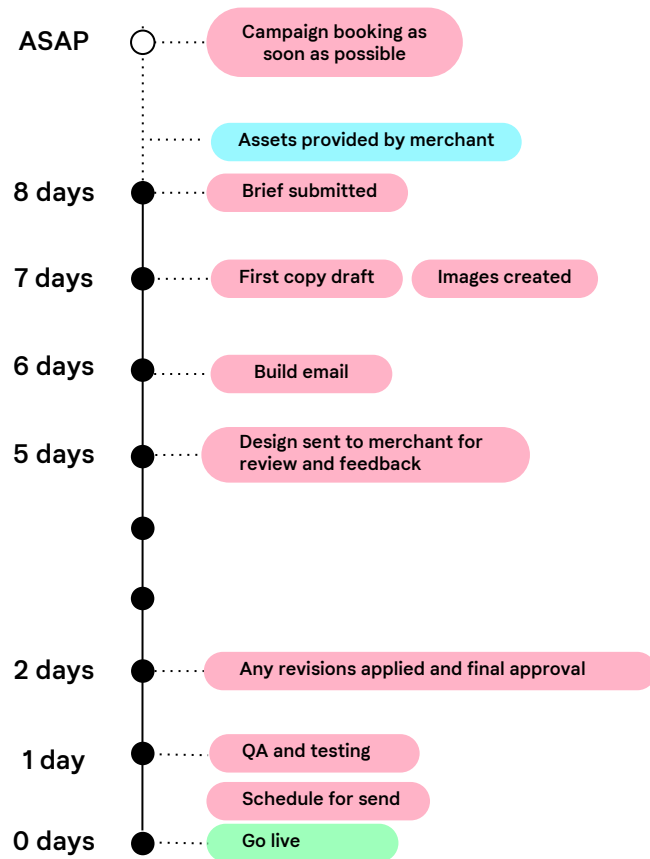 ASAP
Campaign booking as
soon as possible
Assets provided by merchant
8 days
Brief submitted
7 days
First copy draft
Images created
6 days
Build email
5 days
Design sent to merchant for
review and feedback
2 days
Any revisions applied and final approval
1 day
QA and testing
Schedule for send
0 days
Go live